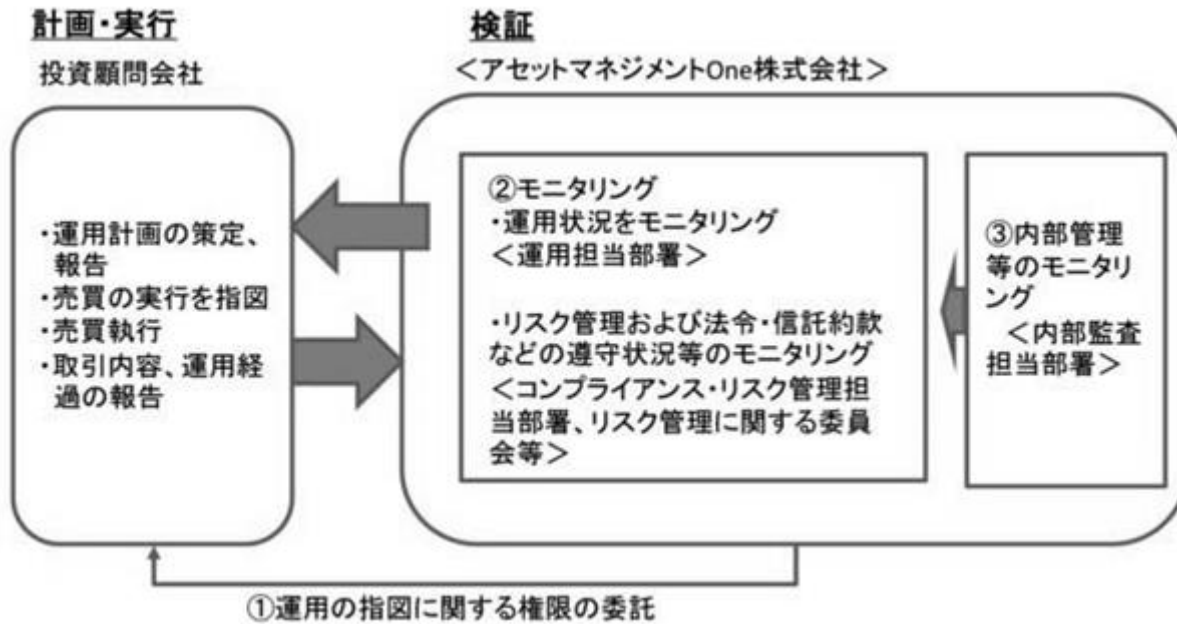 計画・実行
投資顧問会社
・運用計画の策定、
報告
・売買の実行を指図
・売買執行
・取引内容、運用経
過の報告
検証
＜アセットマネジメントOne株式会社＞
②モニタリング
・運用状況をモニタリング
＜運用担当部署＞
・リスク管理および法令・信託約款
などの遵守状況等のモニタリング
＜コンプライアンス・リスク管理担
当部署、リスク管理に関する委員
会等＞
③内部管理
等のモニタリ
ング
＜内部監査
担当部署＞
①運用の指図に関する権限の委託